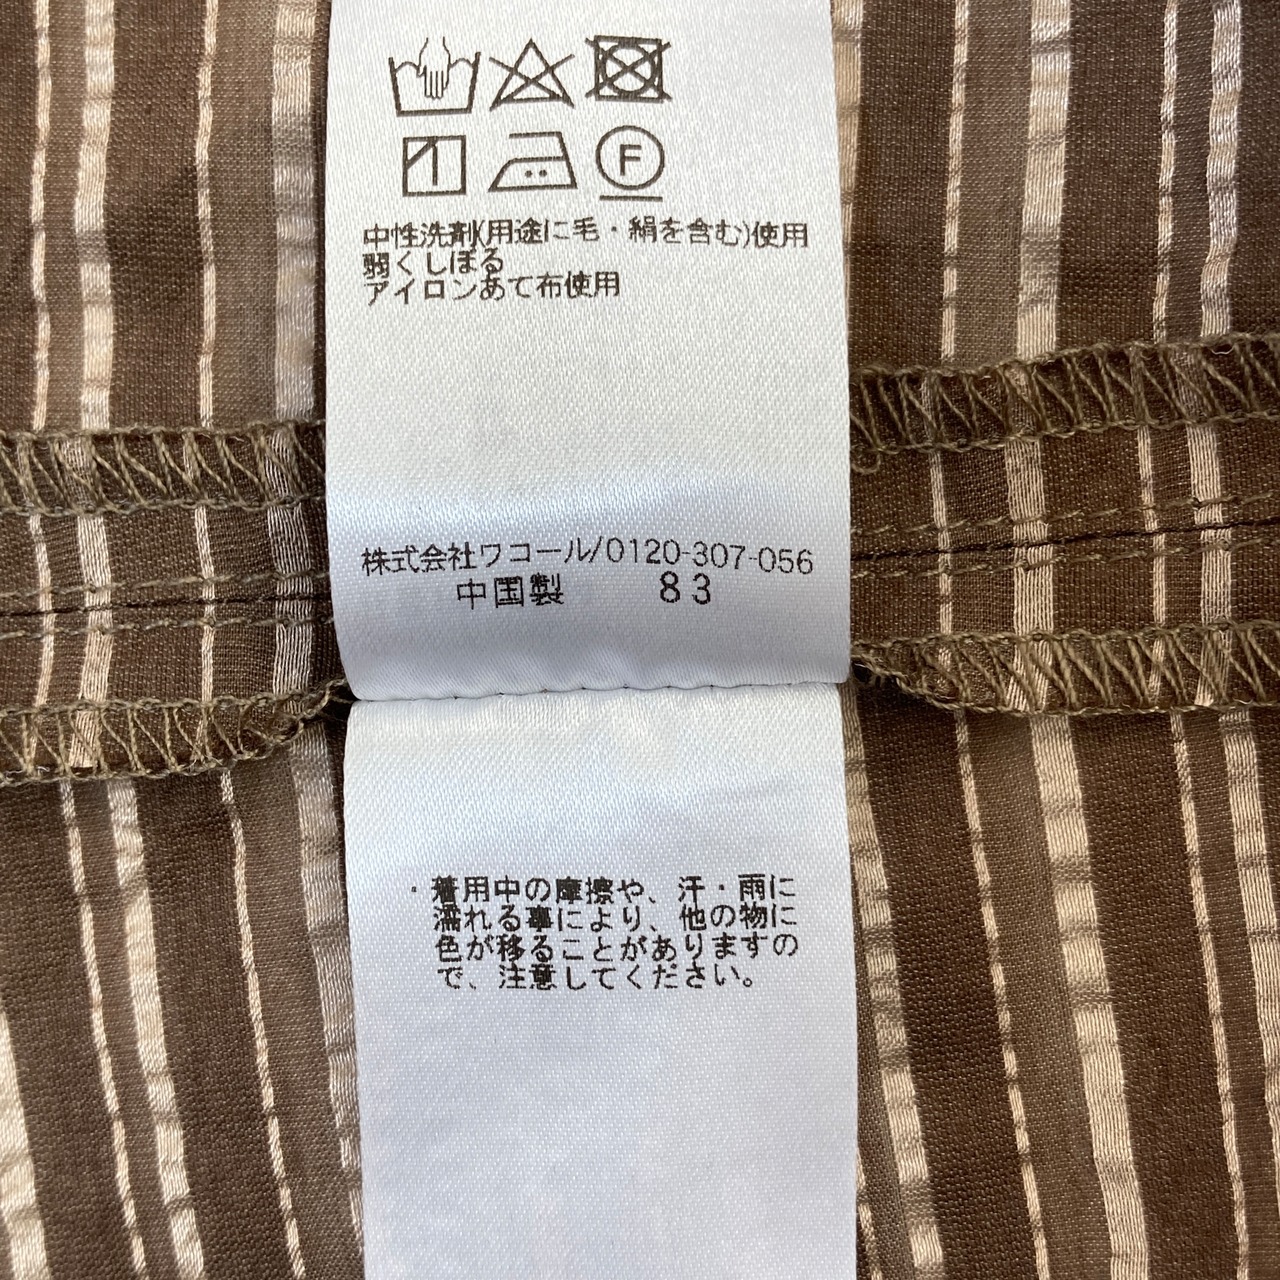 F
中性洗剤(用途に毛・絹を含む)使用
弱くしぼる
アイロンあて布使用
株式会社ワコール/0120-307-056
中国製 83
・着用中の摩擦や、汗・雨に
濡れる事により、他の物に
色が移ることがありますの
で、注意してください。